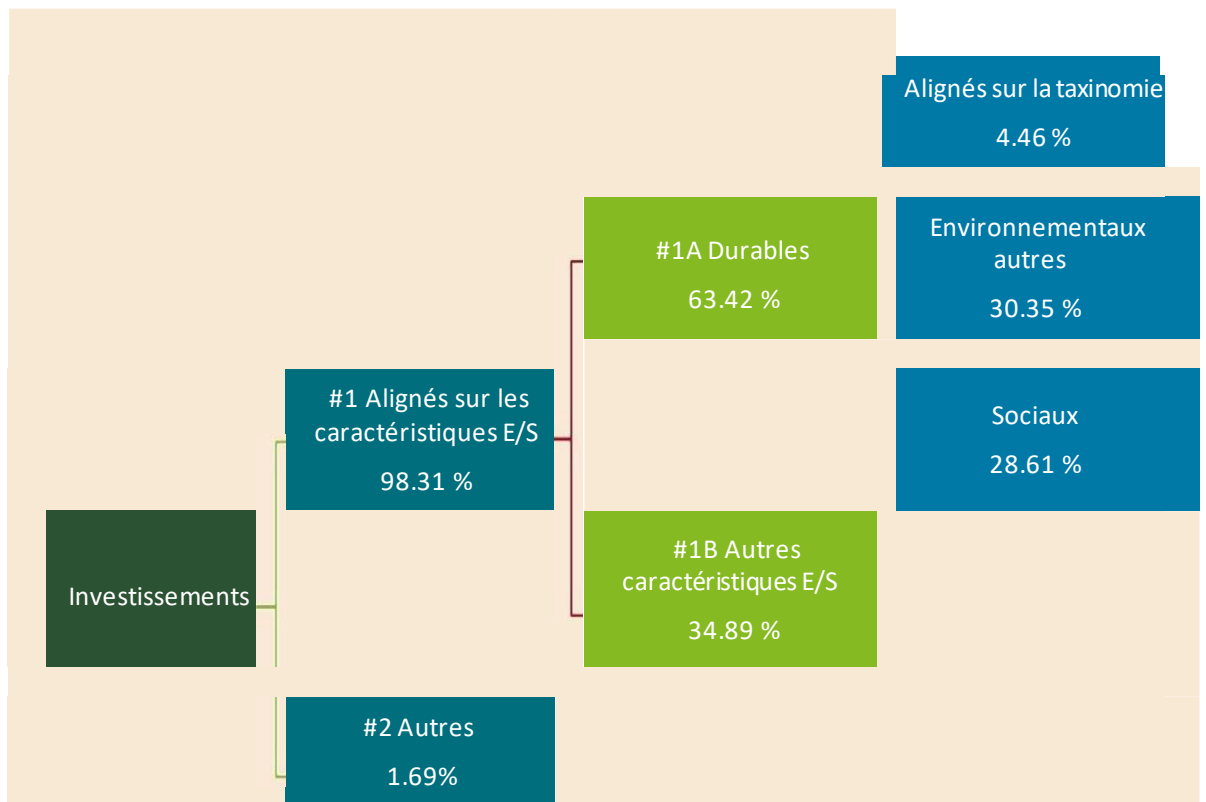 Alignés sur la taxinomie
4.46 %
#1A Durables
63.42 %
Environnementaux
autres
30.35 %
#1 Alignés sur les
caractéristiques E/S
98.31 %
Sociaux
28.61 %
Investissements
#1B Autres
caractéristiques E/S
34.89 %
#2 Autres
1.69%